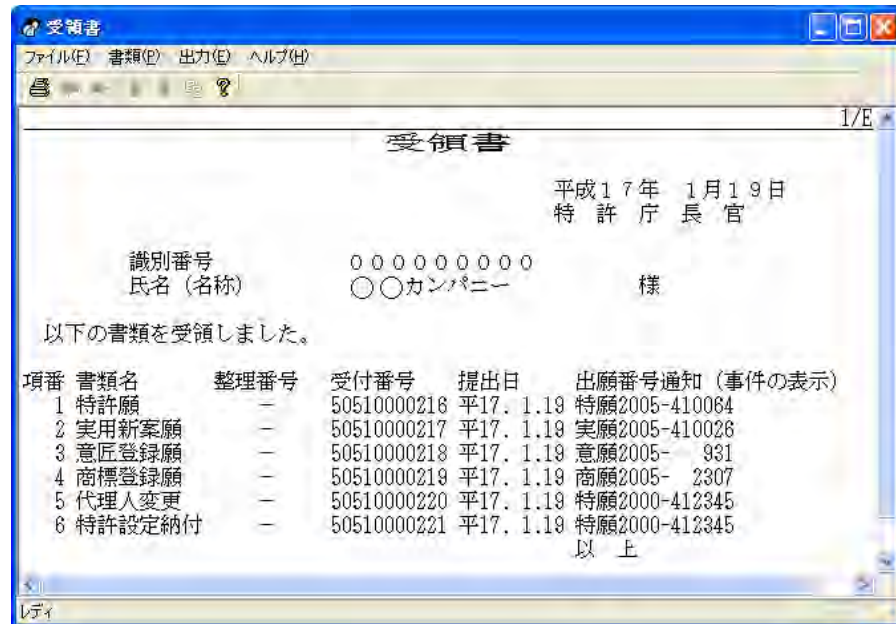 受領書
ファイル(F) 書類(P) 出力(E) ヘルプ(H)
1/E
受領書
平成１７年 １月１９日
特 許 庁 長 官
識別番号 ０００００００００
氏名（名称） ○○カンパニー 様
以下の書類を受領しました。
項番 書類名 整理番号 受付番号 提出日 出願番号通知（事件の表示）
1 特許願 － 50510000216 平17. 1.19 特願2005-410064
2 実用新案願 － 50510000217 平17. 1.19 実願2005-410026
3 意匠登録願 － 50510000218 平17. 1.19 意願2005- 931
4 商標登録願 － 50510000219 平17. 1.19 商願2005- 2307
5 代理人変更 － 50510000220 平17. 1.19 特願2000-412345
6 特許設定納付 － 50510000221 平17. 1.19 特願2000-412345
以 上
レディ